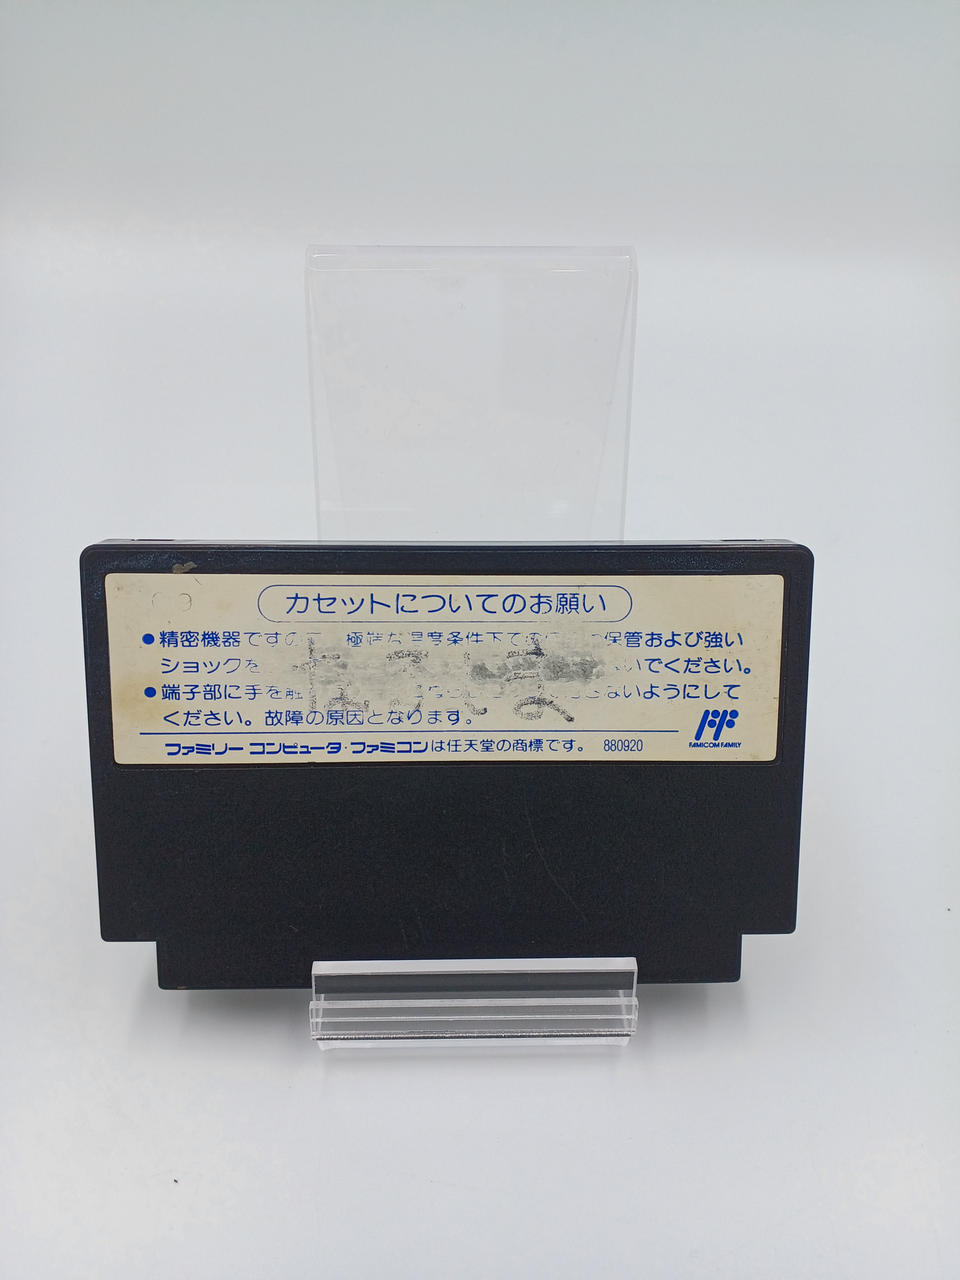 カセットについてのお願い
●精密機器ですの 極端な温度条件下で 保管および強い
ショックを いでください。
●端子部に手を触 ないようにして
ください。故障の原因となります。
ファミリー コンピュータ・ファミコンは任天堂の商標です。 880920
FAMICOM FAMILY